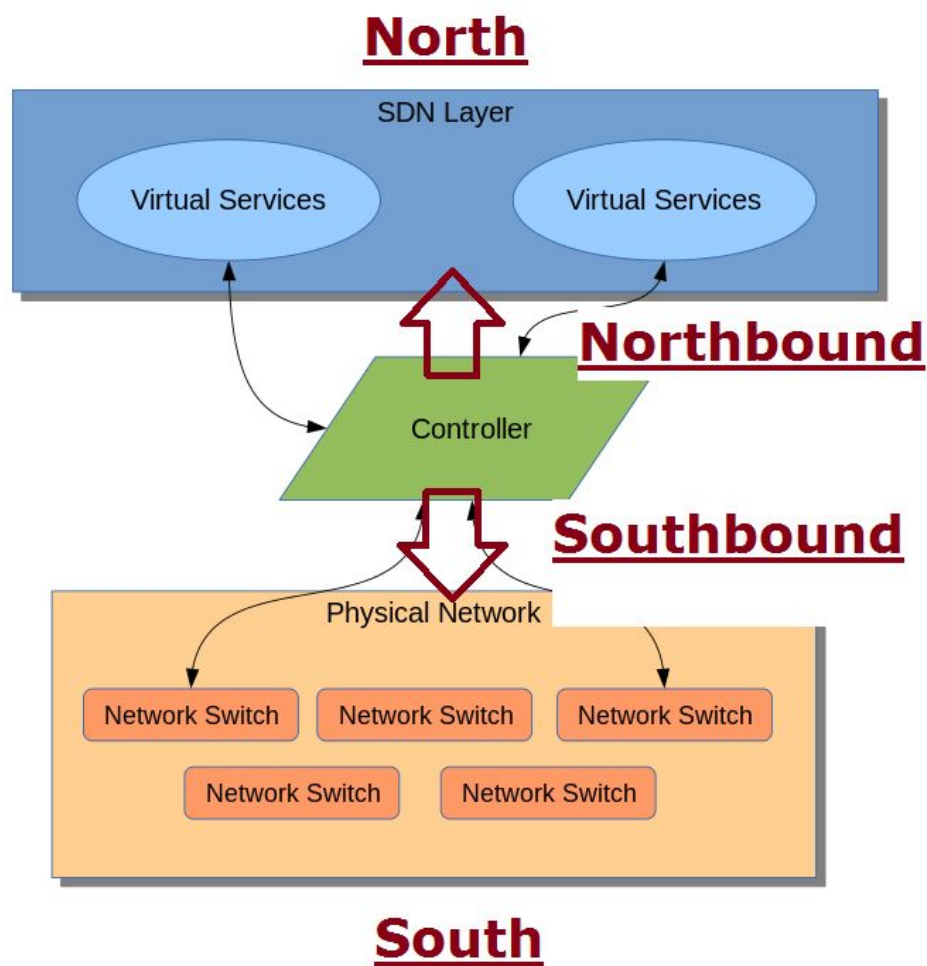 North
SDN Layer
Virtual Services Virtual Services
Northbound
Controller
Southbound
Physical Network
Network Switch Network Switch Network Switch
Network Switch Network Switch
South